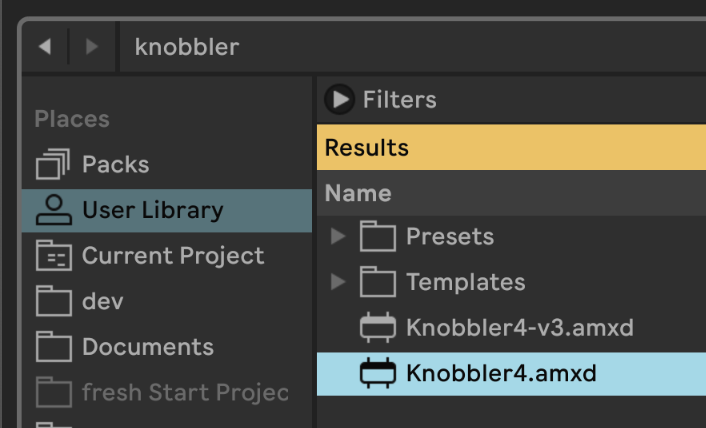 knobbler
Places
Packs
User Library
Current Project
dev
Documents
fresh Start Projec
Filters
Results
Name
Presets
Templates
Knobbler4-v3.amxd
Knobbler4.amxd